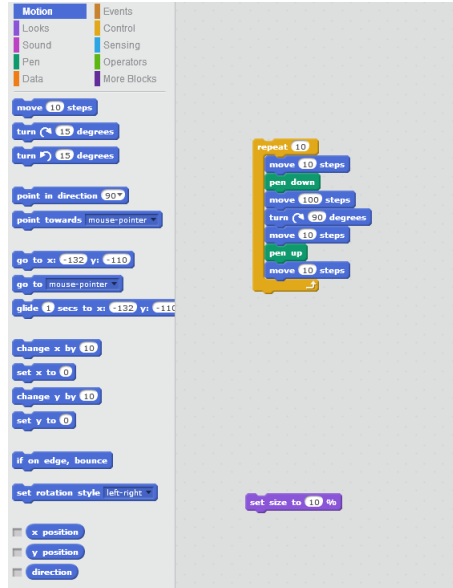 Motion Events
Looks Control
Sound Sensing
Pen Operators
Data More Blocks
move 10 steps
turn 15 degrees
turn 15 degrees
point in direction 90
point towards mouse-pointer
go to x: -132 y: -110
go to mouse-pointer
glide 1 secs to x: -132 y: -110
change x by 10
set x to 0
change y by 10
set y to 0
if on edge, bounce
set rotation style left-right
x position
y position
direction
repeat 10
move 10 steps
pen down
move 100 steps
turn 90 degrees
move 10 steps
pen up
move 10 steps
set size to 10 %